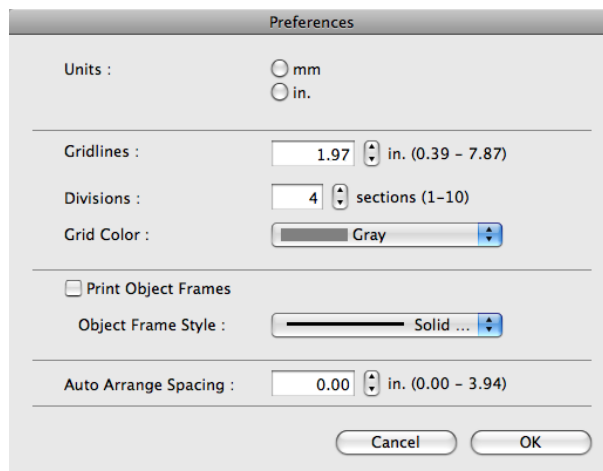 Preferences
Units : mm
in.
Gridlines : 1.97 in. (0.39 – 7.87)
Divisions : 4 sections (1–10)
Grid Color : Gray
Print Object Frames
Object Frame Style : Solid ...
Auto Arrange Spacing : 0.00 in. (0.00 – 3.94)
Cancel OK